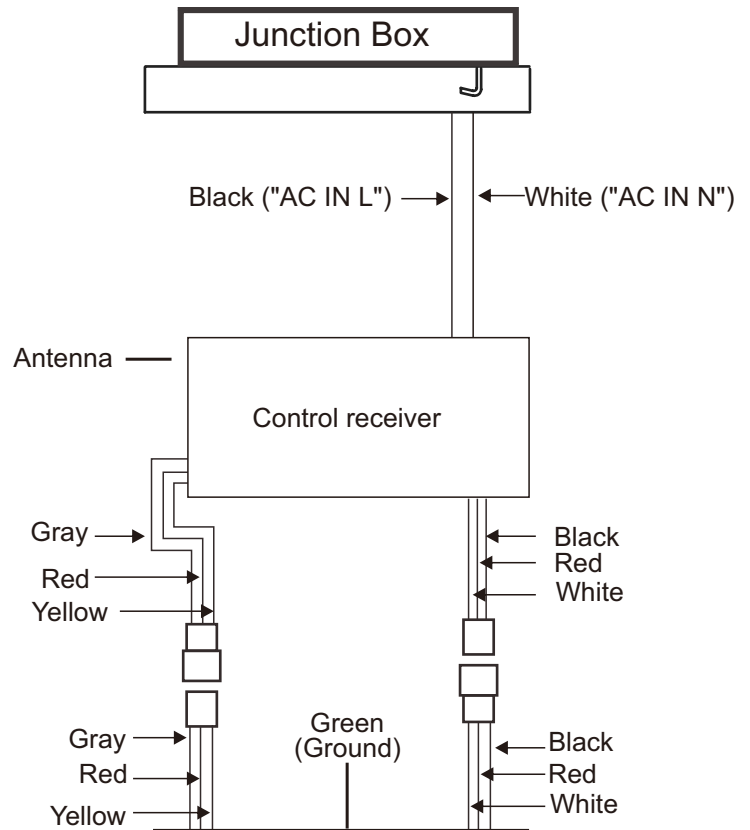 Junction Box
Black ("AC IN L")
White ("AC IN N")
Antenna
Control receiver
Gray
Red
Yellow
Black
Red
White
Green
(Ground)
Gray
Red
Yellow
Black
Red
White